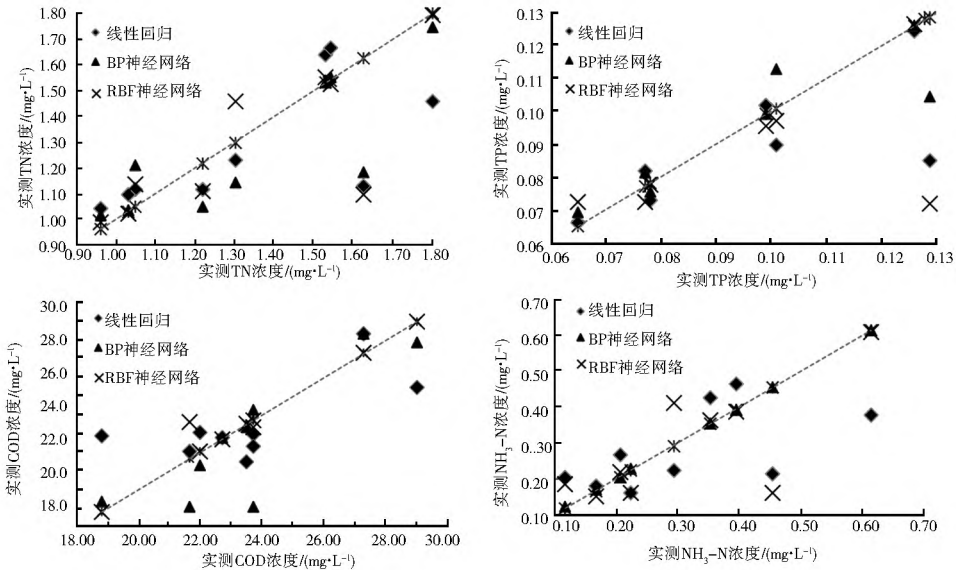 1.80
1.70
1.60
1.50
1.40
1.30
1.20
1.10
1.00
0.90
实测TN浓度/(mg·L⁻¹)
线性回归
BP神经网络
RBF神经网络
0.90 1.00 1.10 1.20 1.30 1.40 1.50 1.60 1.70 1.80
实测TN浓度/(mg·L⁻¹)
0.13
0.12
0.11
0.10
0.09
0.08
0.07
0.06
实测TP浓度/(mg·L⁻¹)
线性回归
BP神经网络
RBF神经网络
0.06 0.07 0.08 0.09 0.10 0.11 0.12 0.13
实测TP浓度/(mg·L⁻¹)
30.0
28.0
26.0
24.0
22.0
20.0
18.0
实测COD浓度/(mg·L⁻¹)
线性回归
BP神经网络
RBF神经网络
18.00 20.00 22.00 24.00 26.00 28.00 30.00
实测COD浓度/(mg·L⁻¹)
0.70
0.60
0.50
0.40
0.30
0.20
0.10
实测NH₃-N浓度/(mg·L⁻¹)
线性回归
BP神经网络
RBF神经网络
0.10 0.20 0.30 0.40 0.50 0.60 0.70
实测NH₃-N浓度/(mg·L⁻¹)